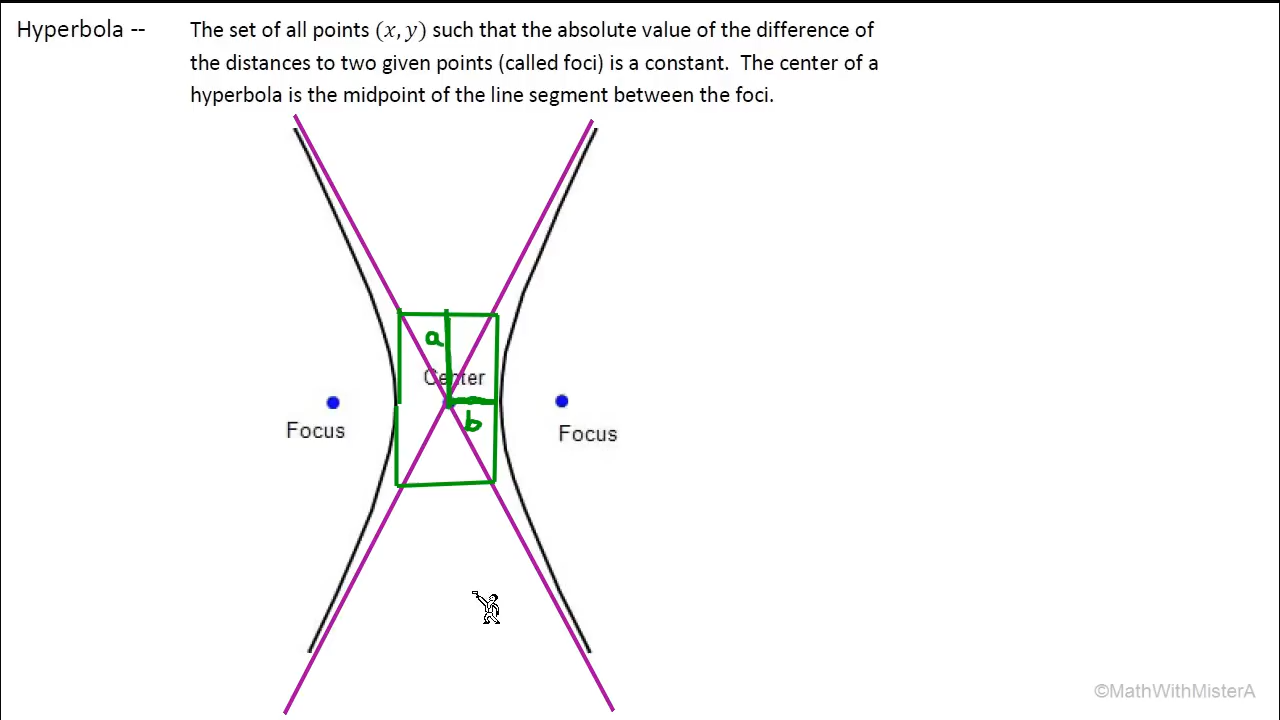 Hyperbola -- The set of all points (x, y) such that the absolute value of the difference of
the distances to two given points (called foci) is a constant. The center of a
hyperbola is the midpoint of the line segment between the foci.
a
Center
b
Focus
Focus
©MathWithMisterA